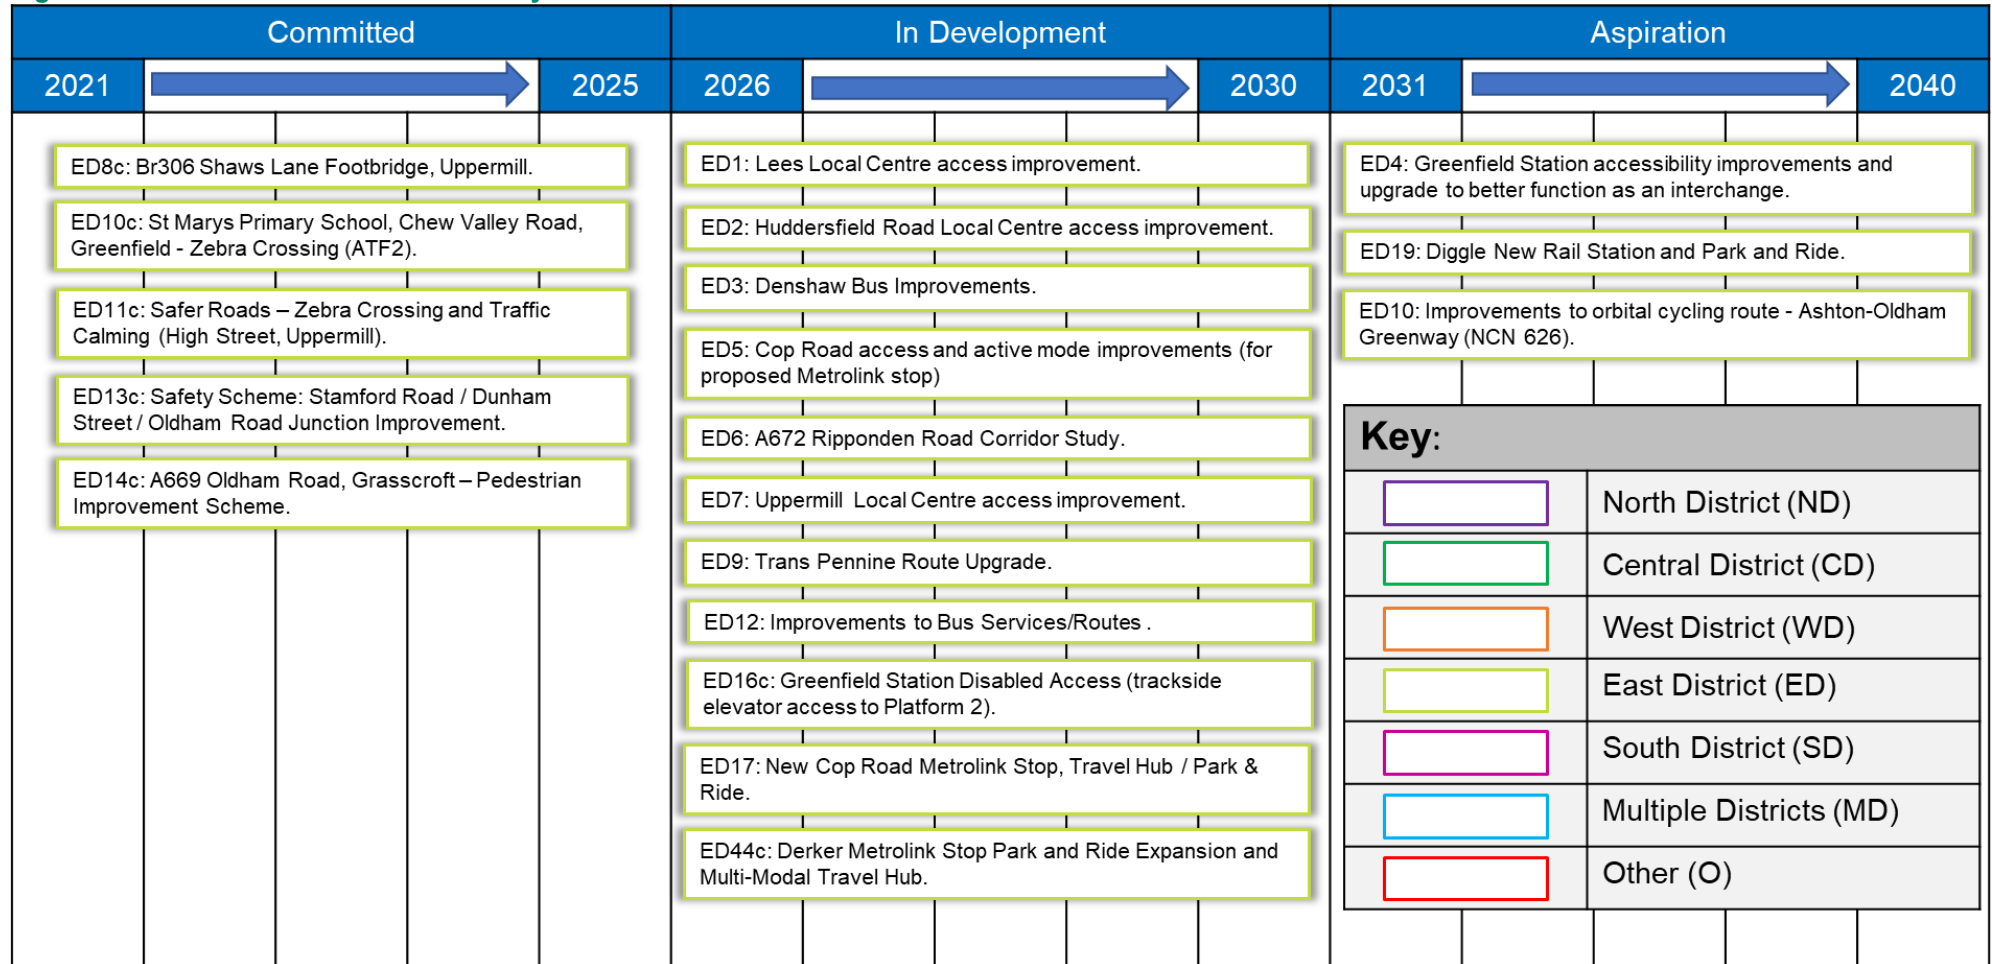 Committed
In Development
Aspiration
2021
2025
2026
2030
2031
2040
ED8c: Br306 Shaws Lane Footbridge, Uppermill.
ED10c: St Marys Primary School, Chew Valley Road,
Greenfield - Zebra Crossing (ATF2).
ED11c: Safer Roads – Zebra Crossing and Traffic
Calming (High Street, Uppermill).
ED13c: Safety Scheme: Stamford Road / Dunham
Street / Oldham Road Junction Improvement.
ED14c: A669 Oldham Road, Grasscroft – Pedestrian
Improvement Scheme.
ED1: Lees Local Centre access improvement.
ED2: Huddersfield Road Local Centre access improvement.
ED3: Denshaw Bus Improvements.
ED5: Cop Road access and active mode improvements (for
proposed Metrolink stop)
ED6: A672 Ripponden Road Corridor Study.
ED7: Uppermill Local Centre access improvement.
ED9: Trans Pennine Route Upgrade.
ED12: Improvements to Bus Services/Routes .
ED16c: Greenfield Station Disabled Access (trackside
elevator access to Platform 2).
ED17: New Cop Road Metrolink Stop, Travel Hub / Park &
Ride.
ED44c: Derker Metrolink Stop Park and Ride Expansion and
Multi-Modal Travel Hub.
ED4: Greenfield Station accessibility improvements and
upgrade to better function as an interchange.
ED19: Diggle New Rail Station and Park and Ride.
ED10: Improvements to orbital cycling route - Ashton-Oldham
Greenway (NCN 626).
Key:
North District (ND)
Central District (CD)
West District (WD)
East District (ED)
South District (SD)
Multiple Districts (MD)
Other (O)